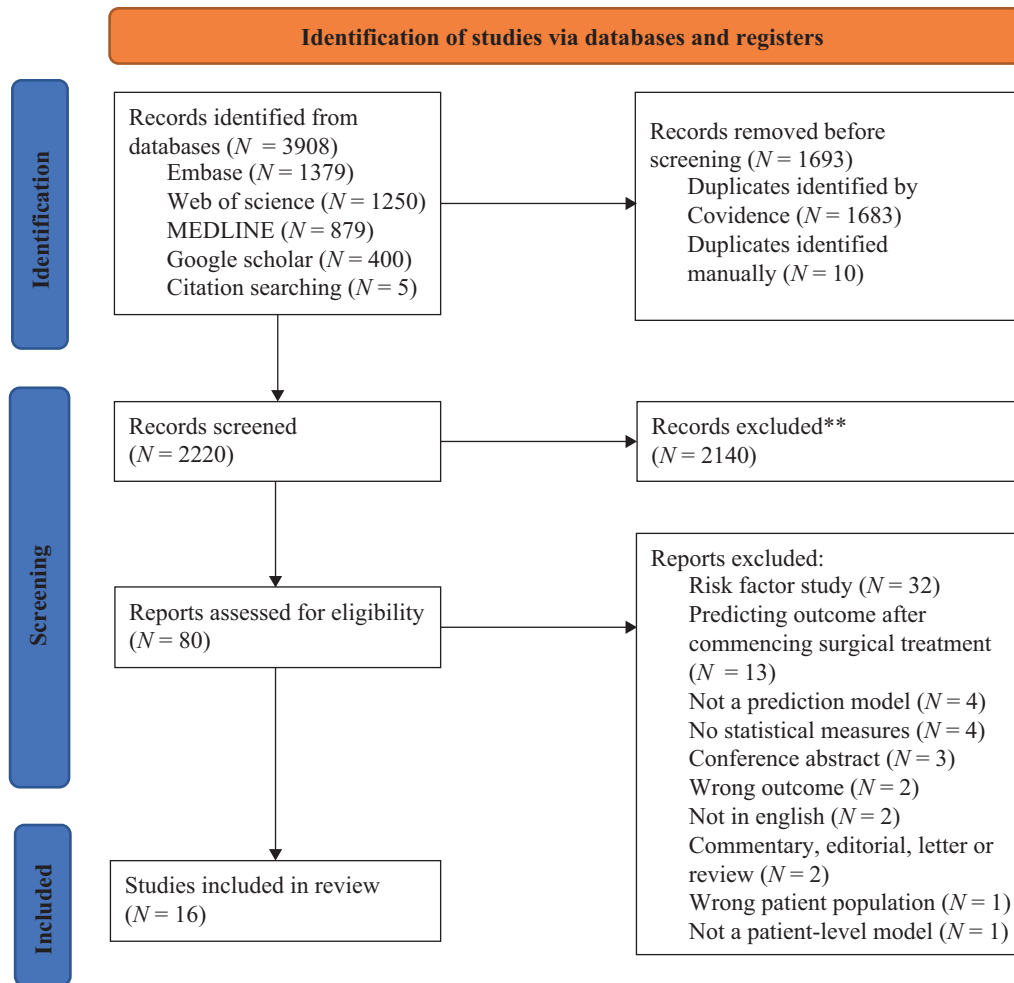 Identification of studies via databases and registers
Identification
Records identified from
databases (N = 3908)
Embase (N = 1379)
Web of science (N = 1250)
MEDLINE (N = 879)
Google scholar (N = 400)
Citation searching (N = 5)
Records removed before
screening (N = 1693)
Duplicates identified by
Covidence (N = 1683)
Duplicates identified
manually (N = 10)
Screening
Records screened
(N = 2220)
Records excluded**
(N = 2140)
Reports assessed for eligibility
(N = 80)
Reports excluded:
Risk factor study (N = 32)
Predicting outcome after
commencing surgical treatment
(N = 13)
Not a prediction model (N = 4)
No statistical measures (N = 4)
Conference abstract (N = 3)
Wrong outcome (N = 2)
Not in english (N = 2)
Commentary, editorial, letter or
review (N = 2)
Wrong patient population (N = 1)
Not a patient-level model (N = 1)
Included
Studies included in review
(N = 16)